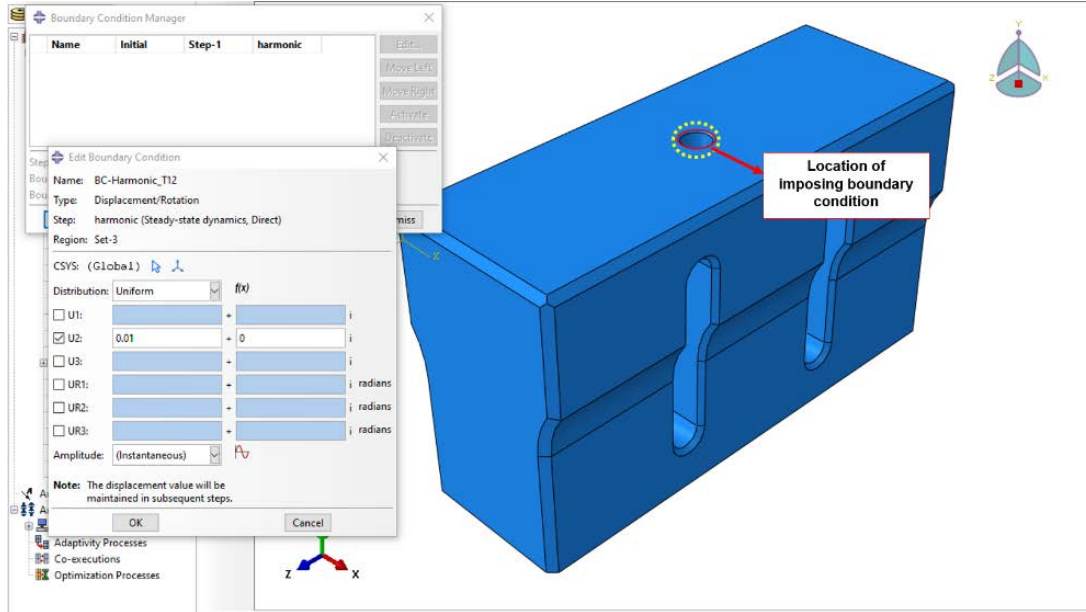 Boundary Condition Manager
Name Initial Step-1 harmonic
Edit...
Move Left
Move Right
Activate
Deactivate
Edit Boundary Condition
Name: BC-Harmonic_T12
Type: Displacement/Rotation
Step: harmonic (Steady-state dynamics, Direct)
Region: Set-3
CSYS: (Global)
Distribution: Uniform f(x)
U1: + i
U2: 0.01 + 0 i
U3: + i
UR1: + i radians
UR2: + i radians
UR3: + i radians
Amplitude: (Instantaneous)
Note: The displacement value will be
maintained in subsequent steps.
OK Cancel
Adaptivity Processes
Co-executions
Optimization Processes
Location of
imposing boundary
condition
Y
Z X
X
Z X